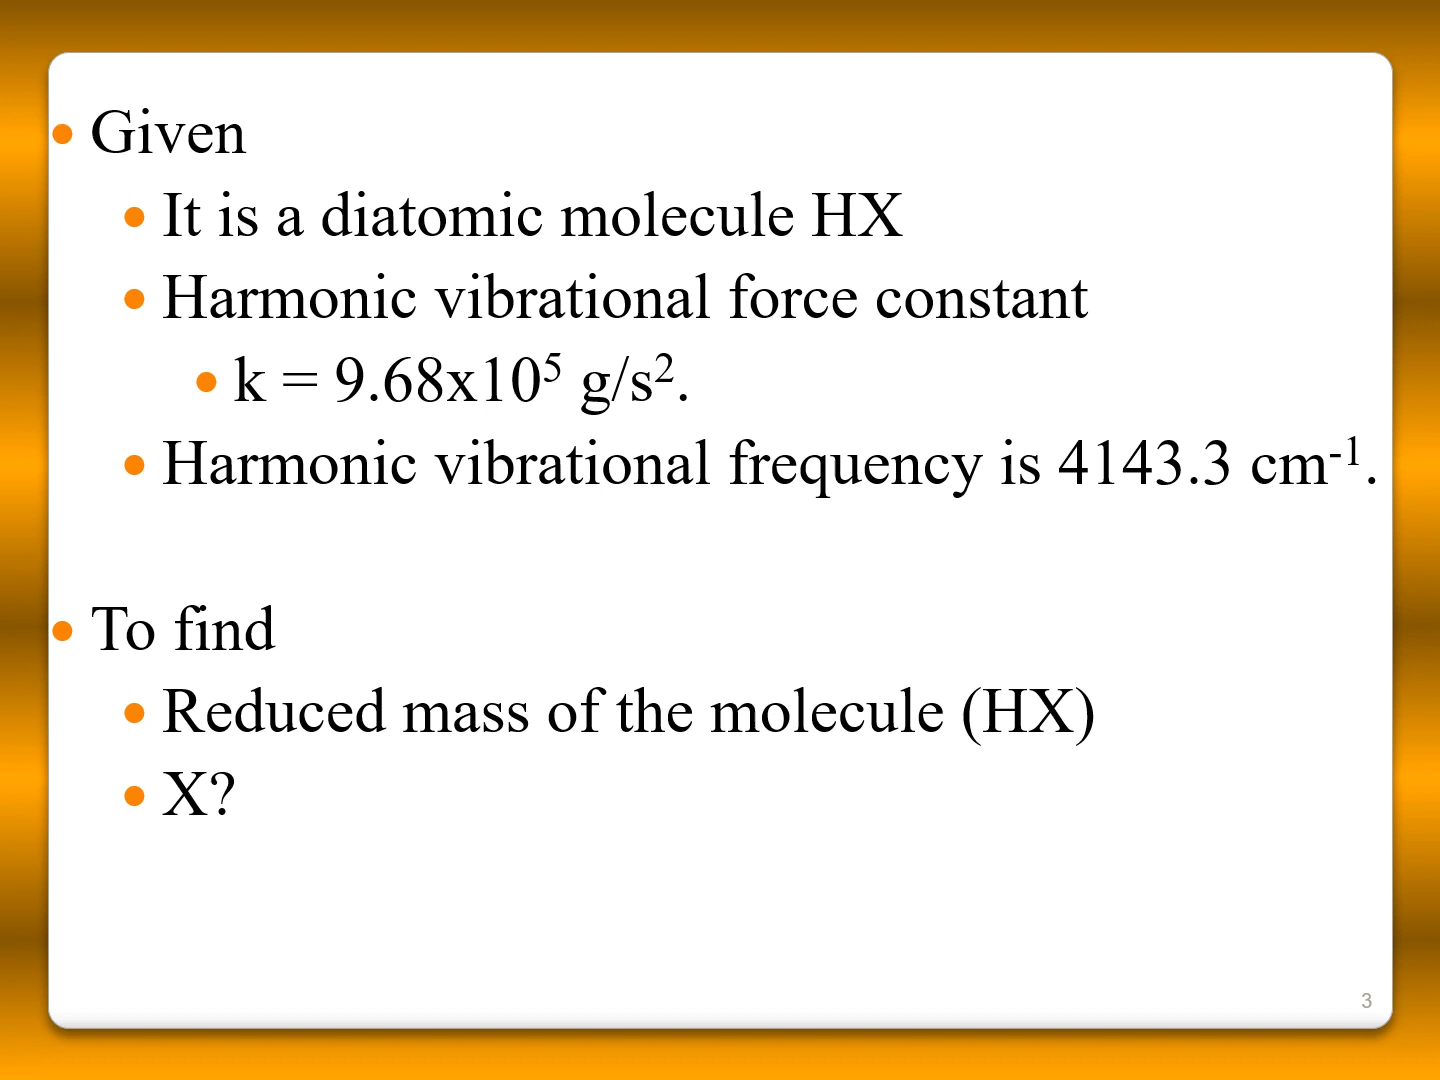 Given
It is a diatomic molecule HX
Harmonic vibrational force constant
k = 9.68x10⁵ g/s².
Harmonic vibrational frequency is 4143.3 cm⁻¹.
To find
Reduced mass of the molecule (HX)
X?
3